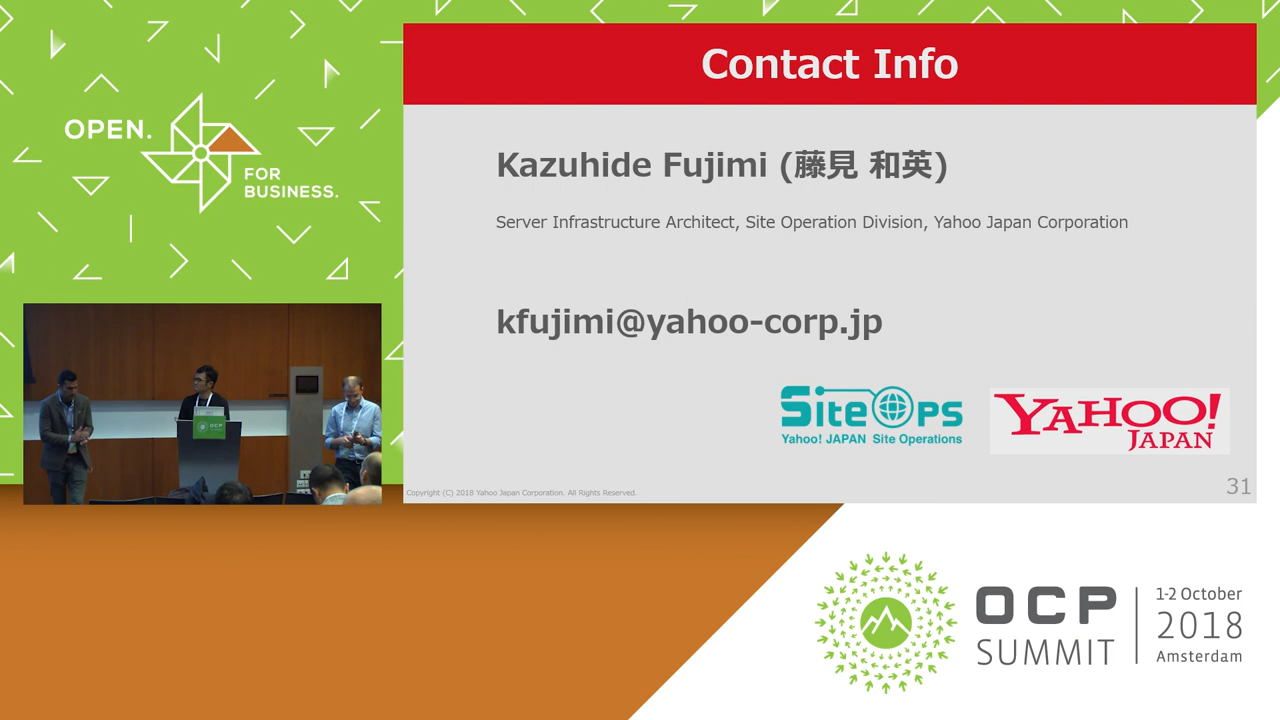 OPEN.
FOR
BUSINESS.
Contact Info
Kazuhide Fujimi (藤見 和英)
Server Infrastructure Architect, Site Operation Division, Yahoo Japan Corporation
kfujimi@yahoo-corp.jp
SiteOps
Yahoo! JAPAN Site Operations
YAHOO!
JAPAN
Copyright (C) 2018 Yahoo Japan Corporation. All Rights Reserved.
31
OCP
OCP
SUMMIT
1-2 October
2018
Amsterdam